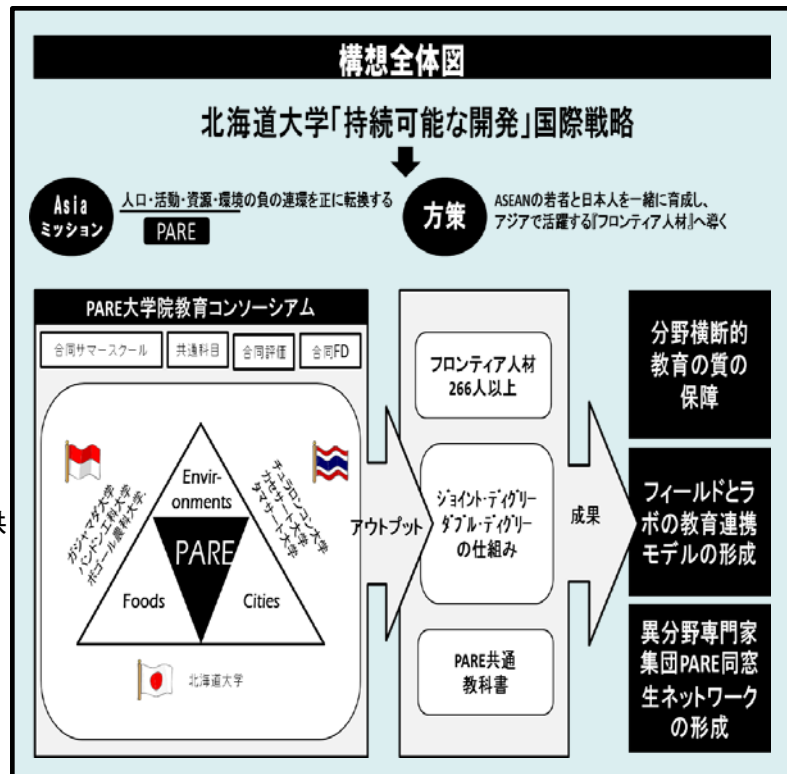 構想全体図
北海道大学「持続可能な開発」国際戦略
Asia
ミッション
人口・活動・資源・環境の負の連環を正に転換する
PARE
方策
ASEANの若者と日本人を一緒に育成し、
アジアで活躍する『フロンティア人材』へ導く
PARE大学院教育コンソーシアム
合同サマースクール
共通科目
合同評価
合同FD
ガジャマダ大学
バンドン工科大学
ボゴール農科大学
Envir-
onments
PARE
Foods
Cities
チュラロンコン大学
カセサート大学
タマサート大学
北海道大学
アウトプット
フロンティア人材
266人以上
ジョイント・ディグリー
ダブル・ディグリー
の仕組み
PARE共通
教科書
成果
分野横断的
教育の質の
保障
フィールドとラ
ボの教育連携
モデルの形成
異分野専門家
集団PARE同窓
生ネットワーク
の形成